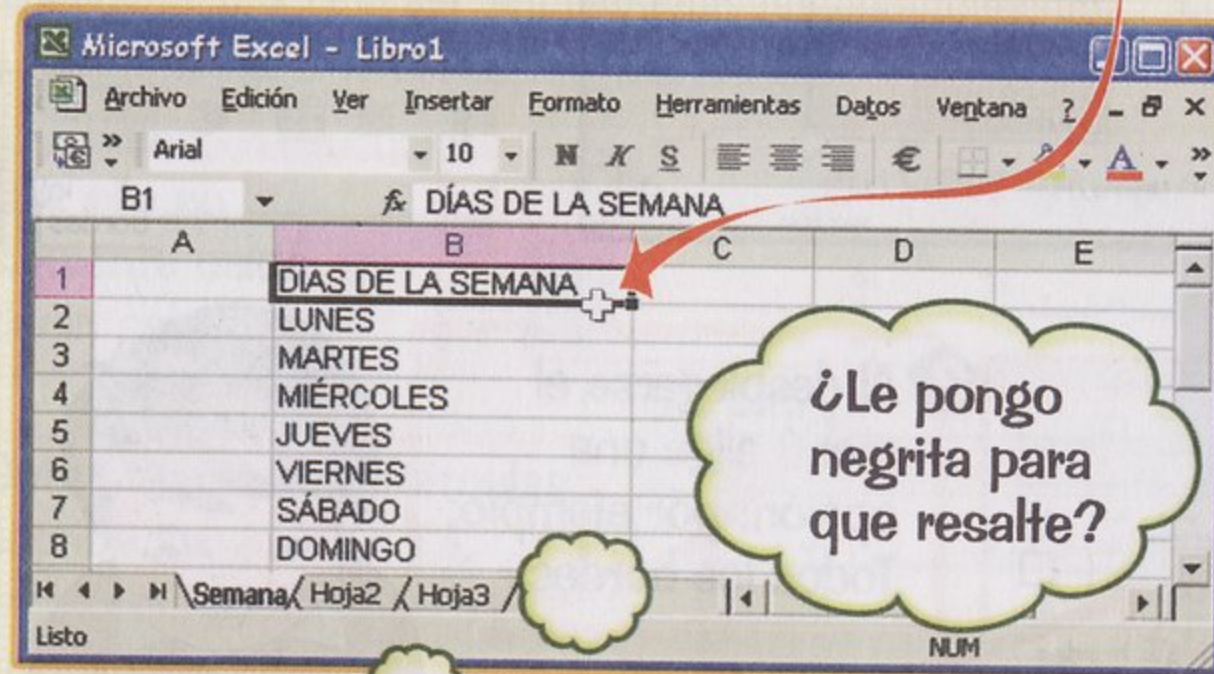 Microsoft Excel - Libro1
Archivo Edición Ver Insertar Formato Herramientas Datos Ventana ?
Arial 10 N K S € A
B1 fx DÍAS DE LA SEMANA
A B C D E
1 DÍAS DE LA SEMANA
2 LUNES
3 MARTES
4 MIÉRCOLES
5 JUEVES
6 VIERNES
7 SÁBADO
8 DOMINGO
¿Le pongo
negrita para
que resalte?
Semana Hoja2 Hoja3
Listo NUM